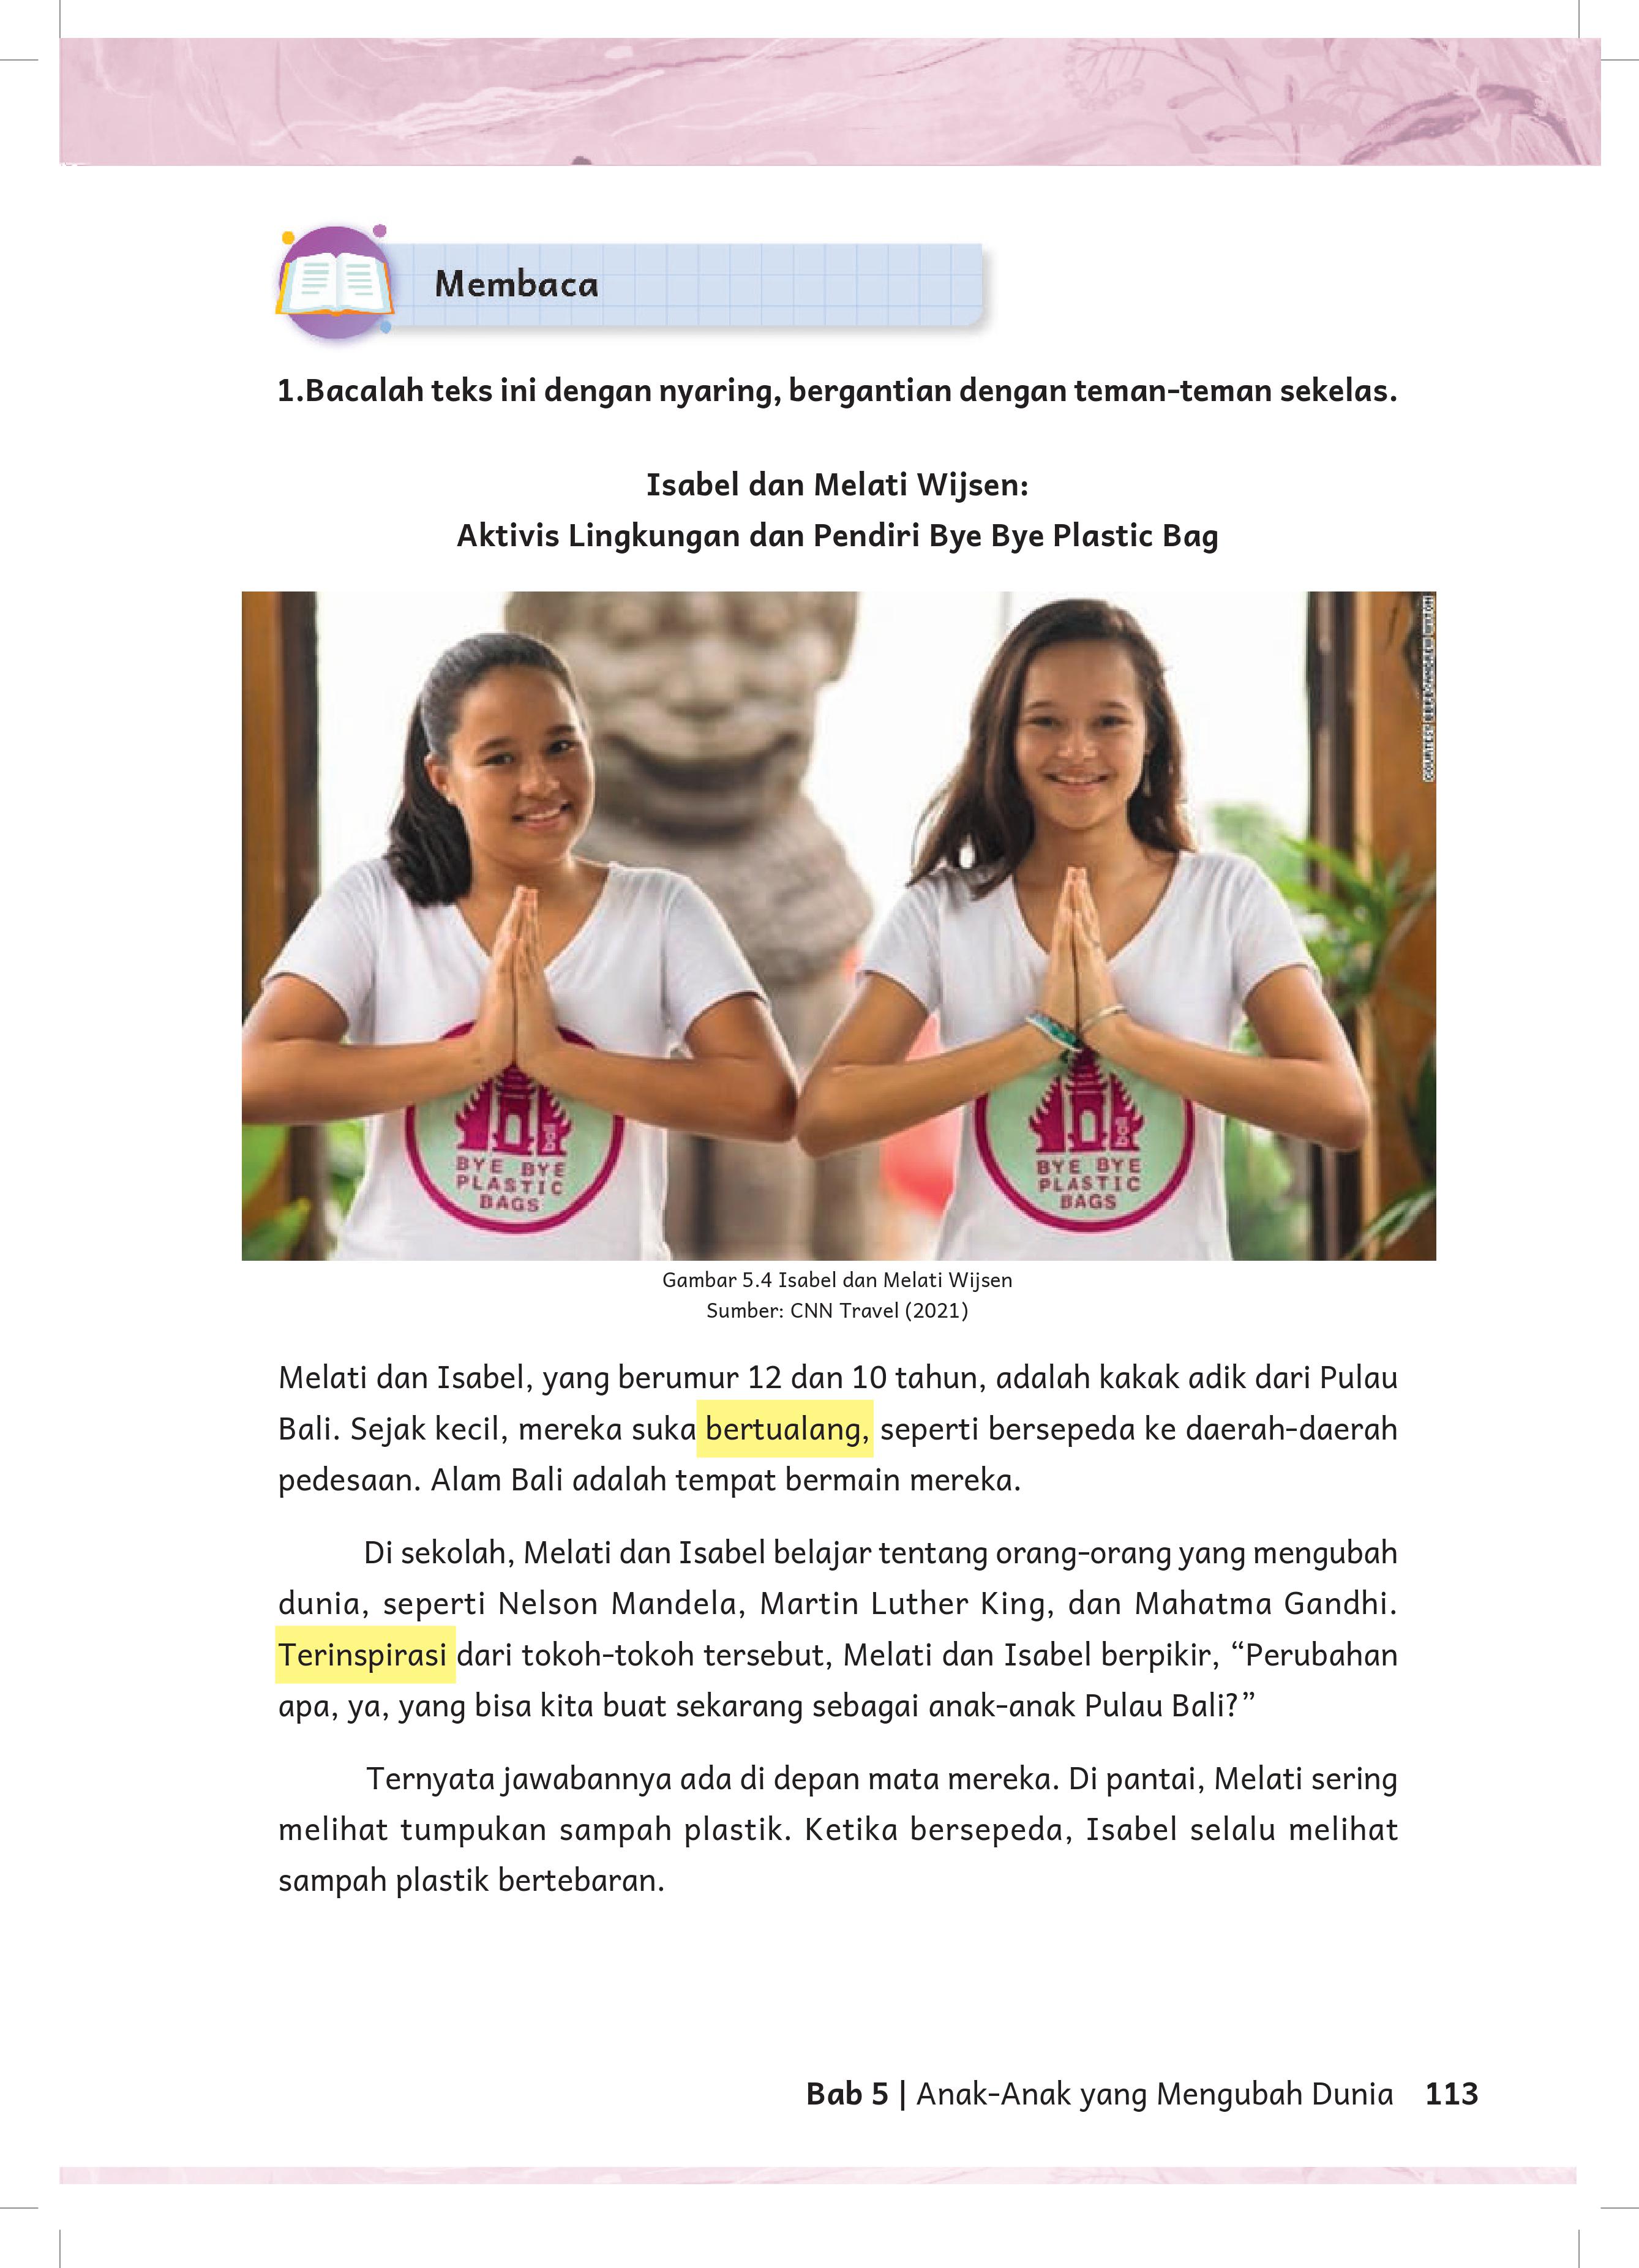 Membaca
1.Bacalah teks ini dengan nyaring, bergantian dengan teman-teman sekelas.
Isabel dan Melati Wijsen:
Aktivis Lingkungan dan Pendiri Bye Bye Plastic Bag
bali
BYE BYE
PLASTIC
BAGS
bali
BYE BYE
PLASTIC
BAGS
Gambar 5.4 Isabel dan Melati Wijsen
Sumber: CNN Travel (2021)
Melati dan Isabel, yang berumur 12 dan 10 tahun, adalah kakak adik dari Pulau
Bali. Sejak kecil, mereka suka bertualang, seperti bersepeda ke daerah-daerah
pedesaan. Alam Bali adalah tempat bermain mereka.
Di sekolah, Melati dan Isabel belajar tentang orang-orang yang mengubah
dunia, seperti Nelson Mandela, Martin Luther King, dan Mahatma Gandhi.
Terinspirasi dari tokoh-tokoh tersebut, Melati dan Isabel berpikir, “Perubahan
apa, ya, yang bisa kita buat sekarang sebagai anak-anak Pulau Bali?”
Ternyata jawabannya ada di depan mata mereka. Di pantai, Melati sering
melihat tumpukan sampah plastik. Ketika bersepeda, Isabel selalu melihat
sampah plastik bertebaran.
Bab 5 | Anak-Anak yang Mengubah Dunia 113